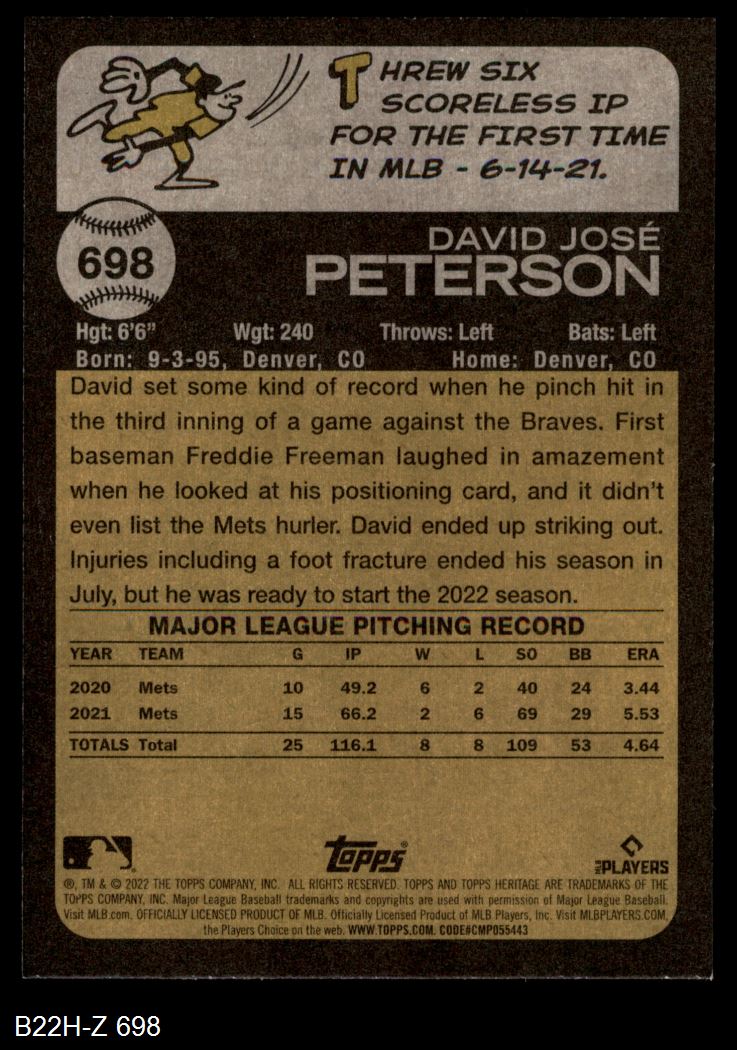 THREW SIX
SCORELESS IP
FOR THE FIRST TIME
IN MLB - 6-14-21.
698
DAVID JOSÉ
PETERSON
Hgt: 6'6" Wgt: 240 Throws: Left Bats: Left
Born: 9-3-95, Denver, CO Home: Denver, CO
David set some kind of record when he pinch hit in
the third inning of a game against the Braves. First
baseman Freddie Freeman laughed in amazement
when he looked at his positioning card, and it didn't
even list the Mets hurler. David ended up striking out.
Injuries including a foot fracture ended his season in
July, but he was ready to start the 2022 season.
MAJOR LEAGUE PITCHING RECORD
YEAR TEAM G IP W L SO BB ERA
2020 Mets 10 49.2 6 2 40 24 3.44
2021 Mets 15 66.2 2 6 69 29 5.53
TOTALS Total 25 116.1 8 8 109 53 4.64
Topps®
MLB PLAYERS
®, TM & © 2022 THE TOPPS COMPANY, INC. ALL RIGHTS RESERVED. TOPPS AND TOPPS HERITAGE ARE TRADEMARKS OF THE
TOPPS COMPANY, INC. Major League Baseball trademarks and copyrights are used with permission of Major League Baseball.
Visit MLB.com. OFFICIALLY LICENSED PRODUCT OF MLB. Officially Licensed Product of MLB Players, Inc. Visit MLBPLAYERS.COM,
the Players Choice on the web. WWW.TOPPS.COM. CODE#CMP055443
B22H-Z 698